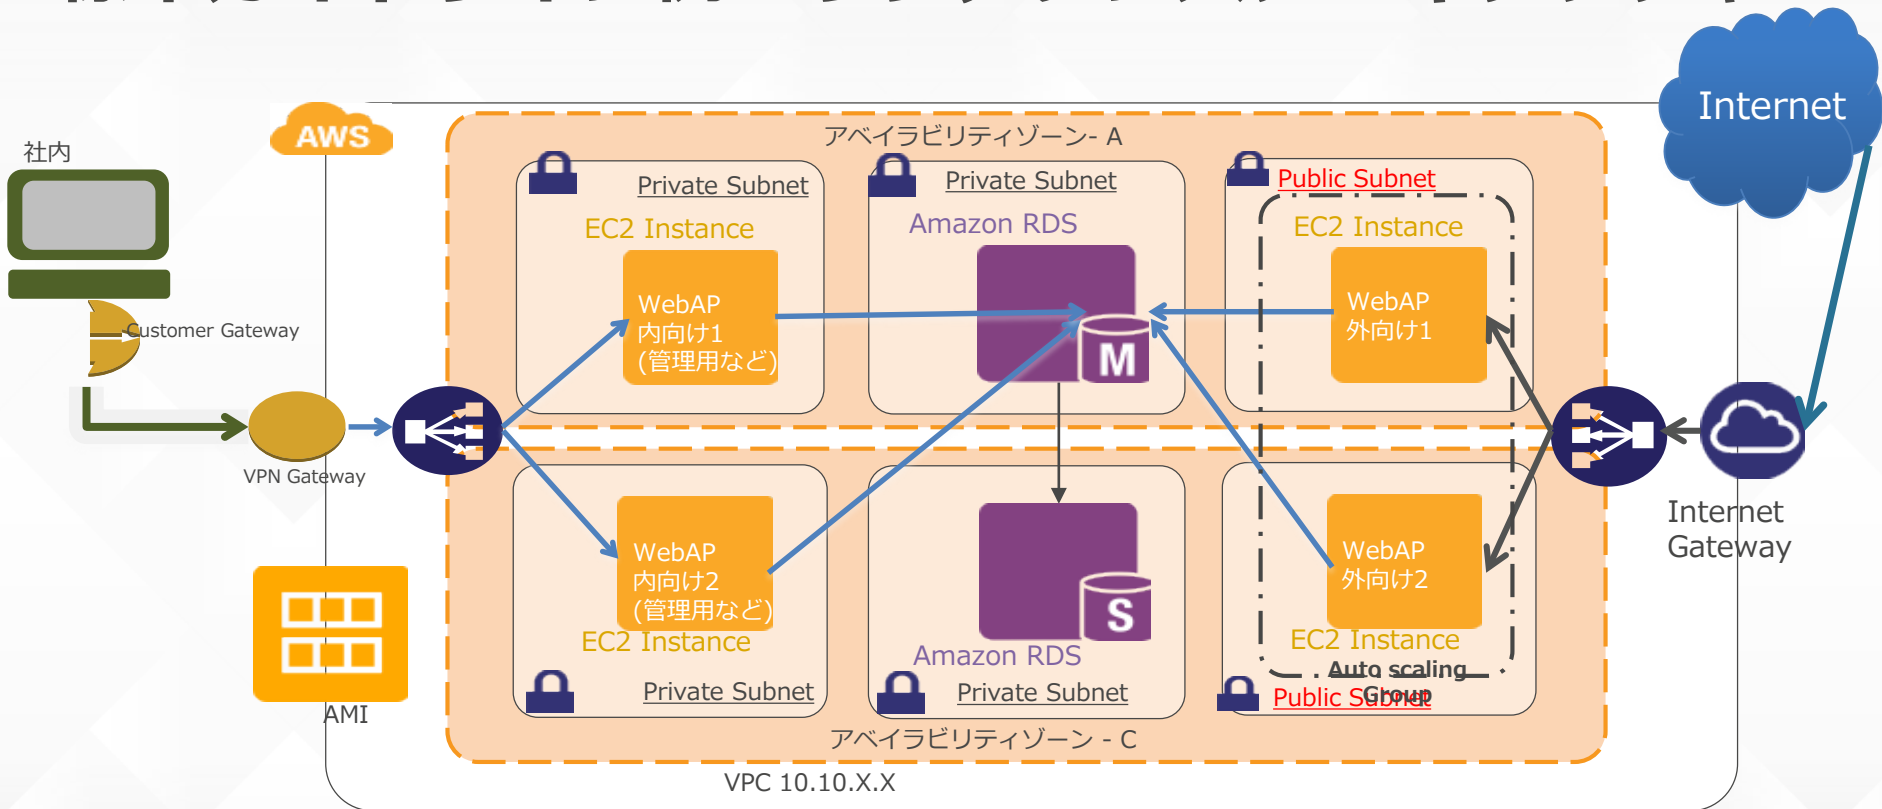 Internet
AWS
社内
アベイラビリティゾーン- A
Private Subnet
Private Subnet
Public Subnet
EC2 Instance
Amazon RDS
EC2 Instance
WebAP
内向け1
(管理用など)
M
WebAP
外向け1
Customer Gateway
VPN Gateway
Internet
Gateway
WebAP
内向け2
(管理用など)
S
WebAP
外向け2
EC2 Instance
Amazon RDS
EC2 Instance
Auto scaling
Group
Private Subnet
Private Subnet
Public Subnet
AMI
アベイラビリティゾーン - C
VPC 10.10.X.X